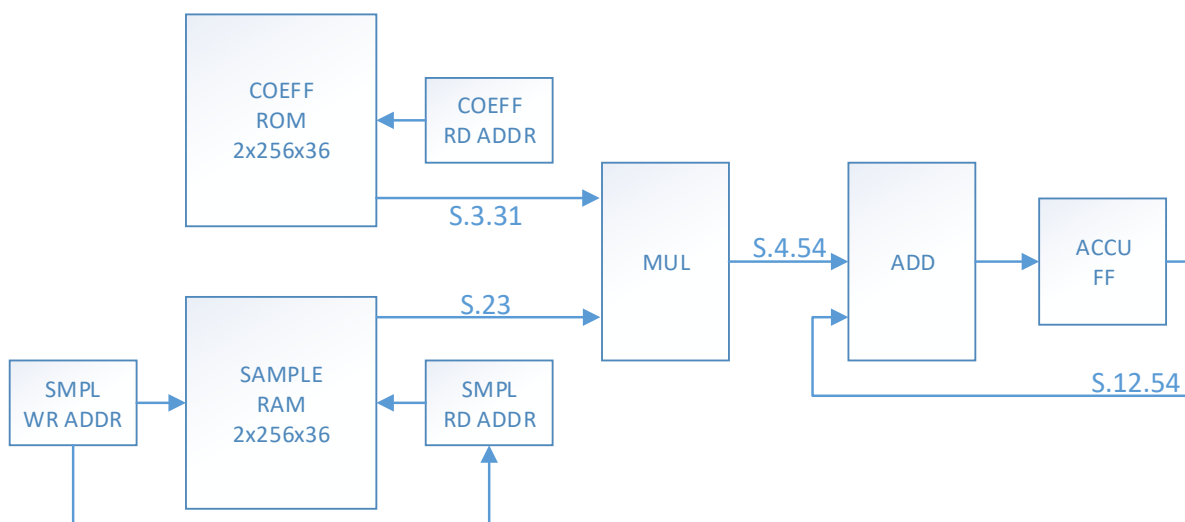 COEFF
ROM
2x256x36
COEFF
RD ADDR
S.3.31
MUL
S.4.54
ADD
ACCU
FF
S.12.54
S.23
SMPL
WR ADDR
SAMPLE
RAM
2x256x36
SMPL
RD ADDR